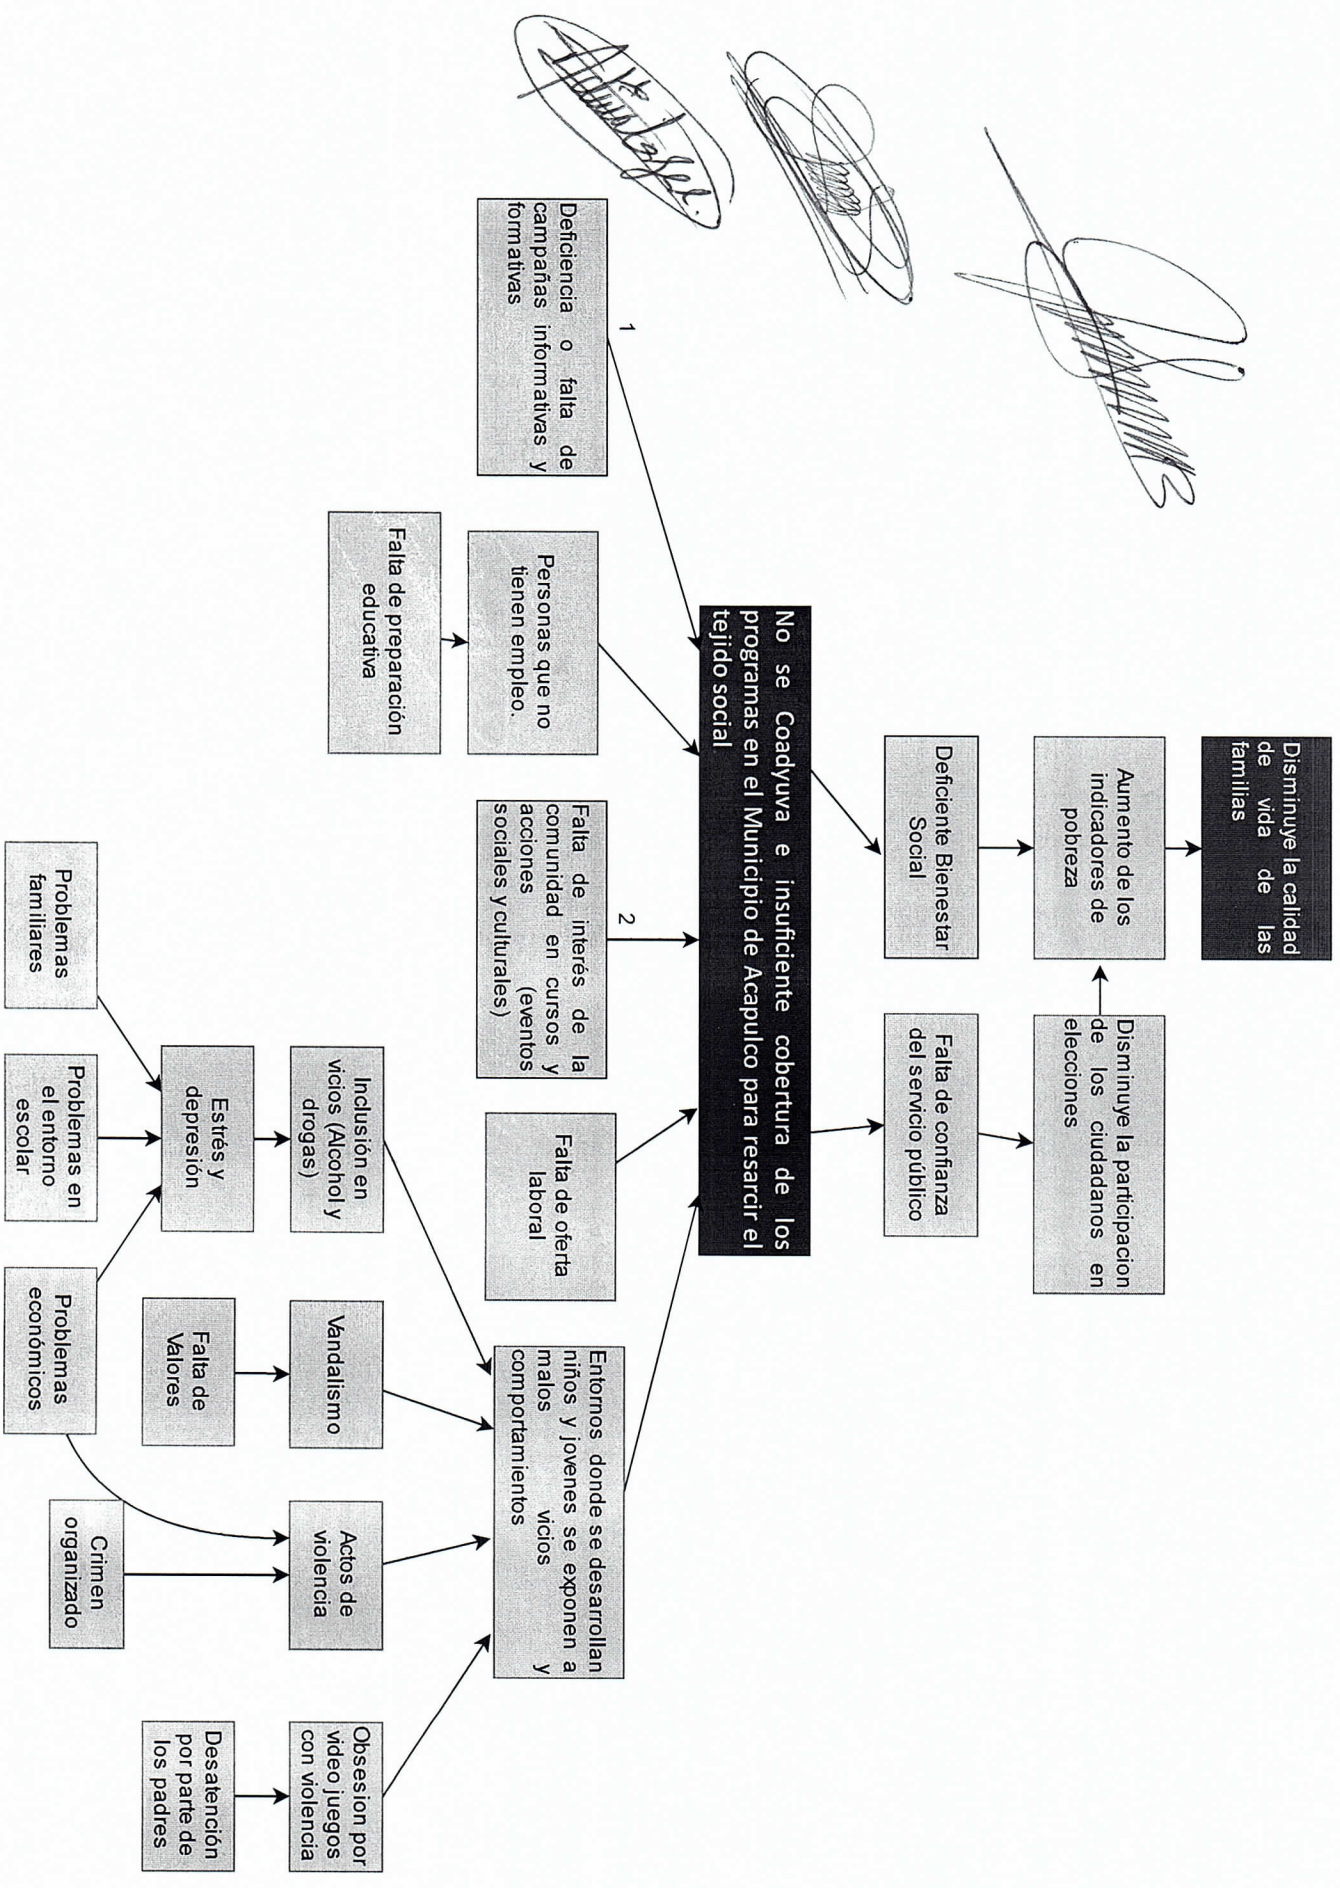 Disminuye la calidad
de vida de las
familias
Aumento de los
indicadores de
pobreza
Disminuye la participacion
de los ciudadanos en
elecciones
Deficiente Bienestar
Social
Falta de confianza
del servicio público
No se Coadyuva e insuficiente cobertura de los
programas en el Municipio de Acapulco para resarcir el
tejido social
1
2
Deficiencia o falta de
campañas informativas y
formativas
Personas que no
tienen empleo.
Falta de interés de la
comunidad en cursos y
acciones (eventos
sociales y culturales)
Falta de oferta
laboral
Entornos donde se desarrollan
niños y jovenes se exponen a
malos vicios y
comportamientos
Falta de preparación
educativa
Inclusión en
vicios (Alcohol y
drogas)
Vandalismo
Actos de
violencia
Obsesion por
video juegos
con violencia
Estrés y
depresión
Falta de
Valores
Desatención
por parte de
los padres
Problemas
familiares
Problemas en
el entorno
escolar
Problemas
económicos
Crimen
organizado